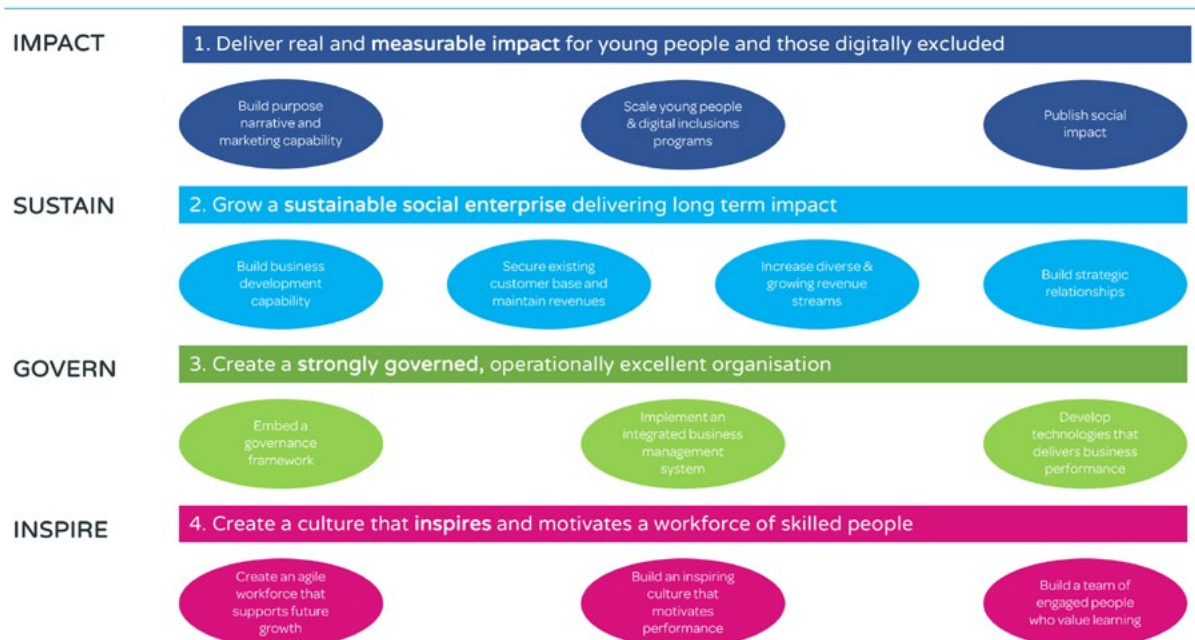 IMPACT
1. Deliver real and measurable impact for young people and those digitally excluded
Build purpose
narrative and
marketing capability
Scale young people
& digital inclusions
programs
Publish social
impact
SUSTAIN
2. Grow a sustainable social enterprise delivering long term impact
Build business
development
capability
Secure existing
customer base and
maintain revenues
Increase diverse &
growing revenue
streams
Build strategic
relationships
GOVERN
3. Create a strongly governed, operationally excellent organisation
Embed a
governance
framework
Implement an
integrated business
management
system
Develop
technologies that
delivers business
performance
INSPIRE
4. Create a culture that inspires and motivates a workforce of skilled people
Create an agile
workforce that
supports future
growth
Build an inspiring
culture that
motivates
performance
Build a team of
engaged people
who value learning